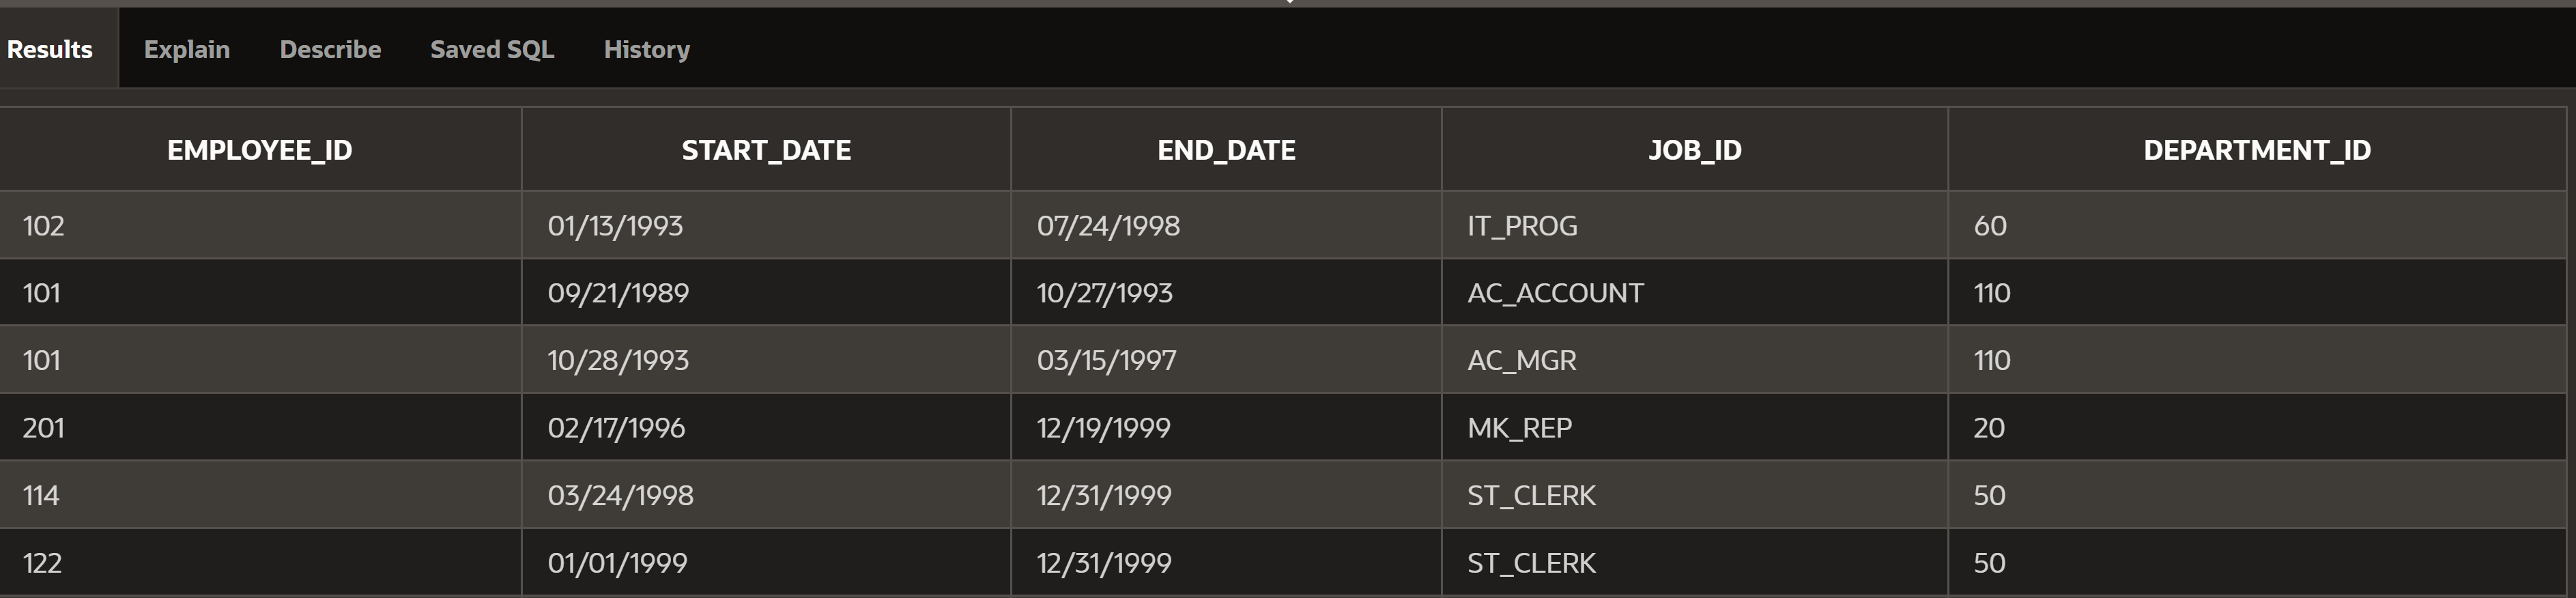 Results Explain Describe Saved SQL History
EMPLOYEE_ID START_DATE END_DATE JOB_ID DEPARTMENT_ID
102 01/13/1993 07/24/1998 IT_PROG 60
101 09/21/1989 10/27/1993 AC_ACCOUNT 110
101 10/28/1993 03/15/1997 AC_MGR 110
201 02/17/1996 12/19/1999 MK_REP 20
114 03/24/1998 12/31/1999 ST_CLERK 50
122 01/01/1999 12/31/1999 ST_CLERK 50